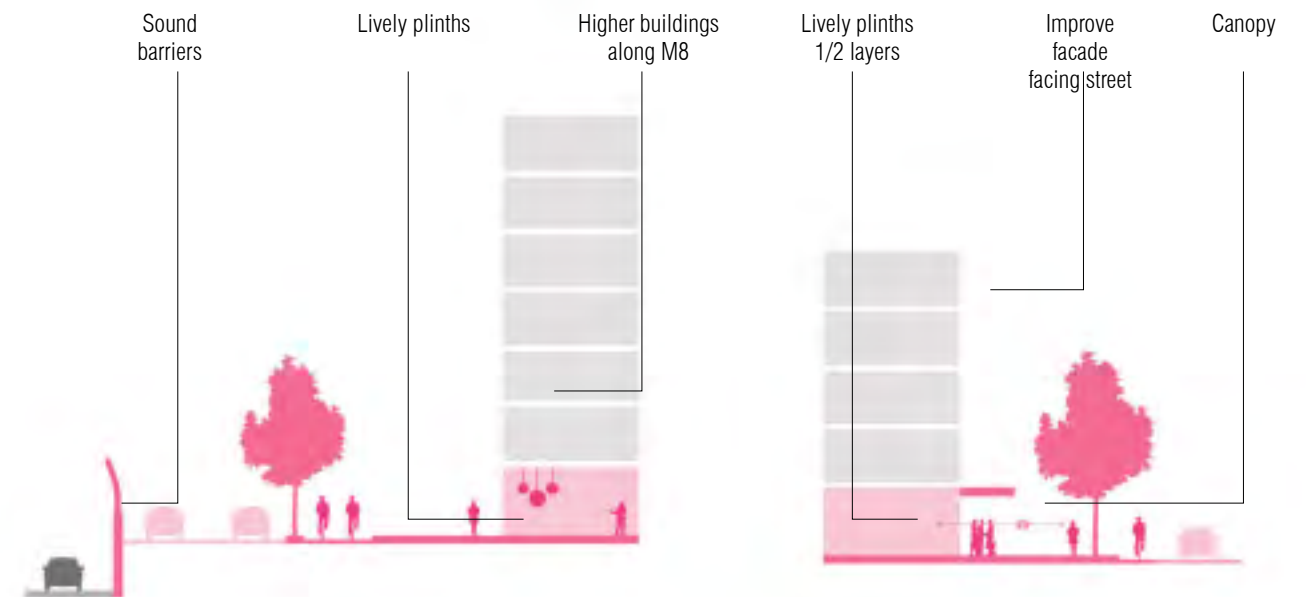 Sound
barriers
Lively plinths
Higher buildings
along M8
Lively plinths
1/2 layers
Improve
facade
facing street
Canopy